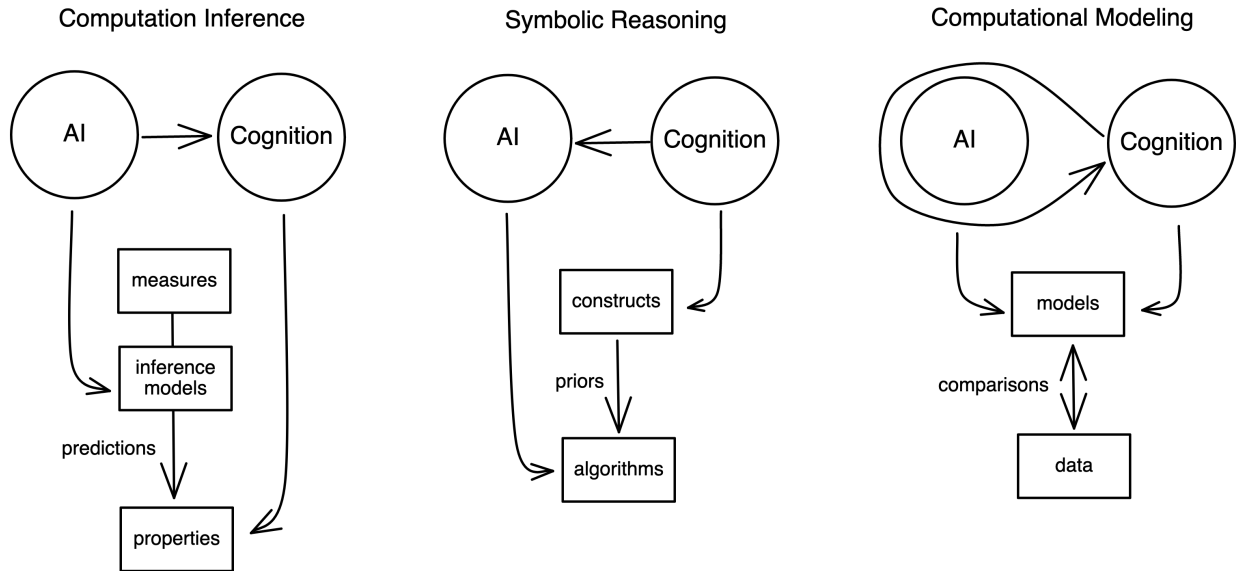 Computation Inference
AI
Cognition
measures
inference
models
predictions
properties
Symbolic Reasoning
AI
Cognition
constructs
priors
algorithms
Computational Modeling
AI
Cognition
models
comparisons
data